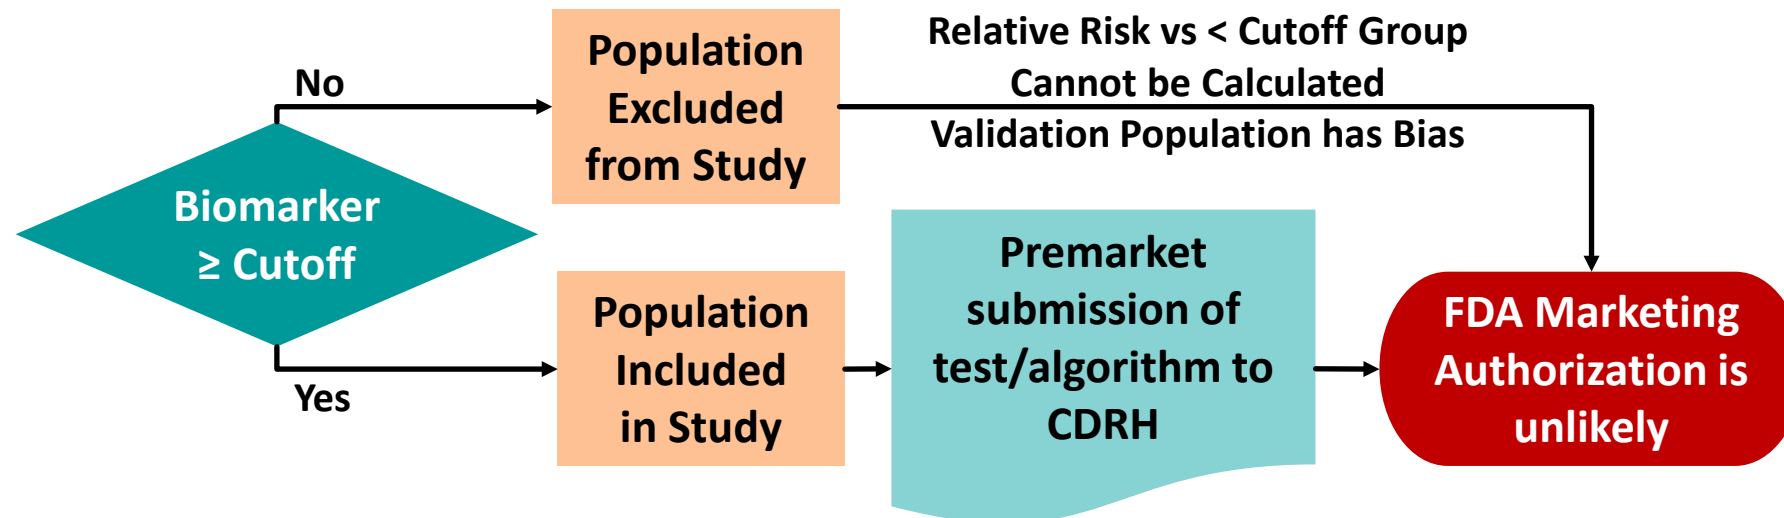 Biomarker
≥ Cutoff
No
Population
Excluded
from Study
Relative Risk vs < Cutoff Group
Cannot be Calculated
Validation Population has Bias
Yes
Population
Included
in Study
Premarket
submission of
test/algorithm to
CDRH
FDA Marketing
Authorization is
unlikely